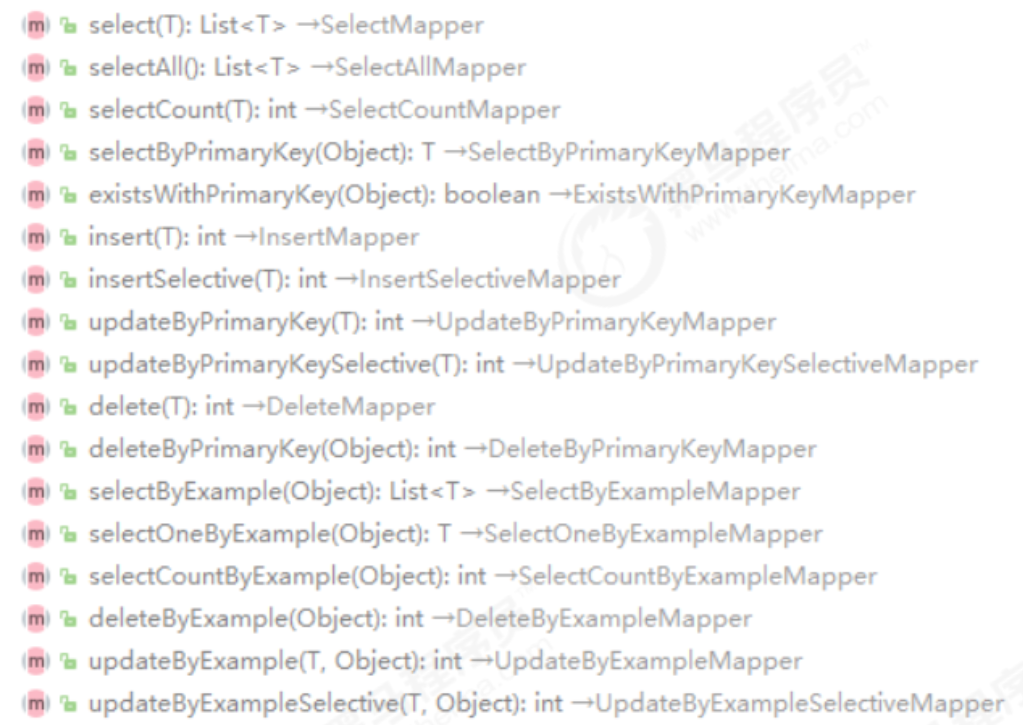 select(T): List<T> →SelectMapper
selectAll(): List<T> →SelectAllMapper
selectCount(T): int →SelectCountMapper
selectByPrimaryKey(Object): T →SelectByPrimaryKeyMapper
existsWithPrimaryKey(Object): boolean →ExistsWithPrimaryKeyMapper
insert(T): int →InsertMapper
insertSelective(T): int →InsertSelectiveMapper
updateByPrimaryKey(T): int →UpdateByPrimaryKeyMapper
updateByPrimaryKeySelective(T): int →UpdateByPrimaryKeySelectiveMapper
delete(T): int →DeleteMapper
deleteByPrimaryKey(Object): int →DeleteByPrimaryKeyMapper
selectByExample(Object): List<T> →SelectByExampleMapper
selectOneByExample(Object): T →SelectOneByExampleMapper
selectCountByExample(Object): int →SelectCountByExampleMapper
deleteByExample(Object): int →DeleteByExampleMapper
updateByExample(T, Object): int →UpdateByExampleMapper
updateByExampleSelective(T, Object): int →UpdateByExampleSelectiveMapper